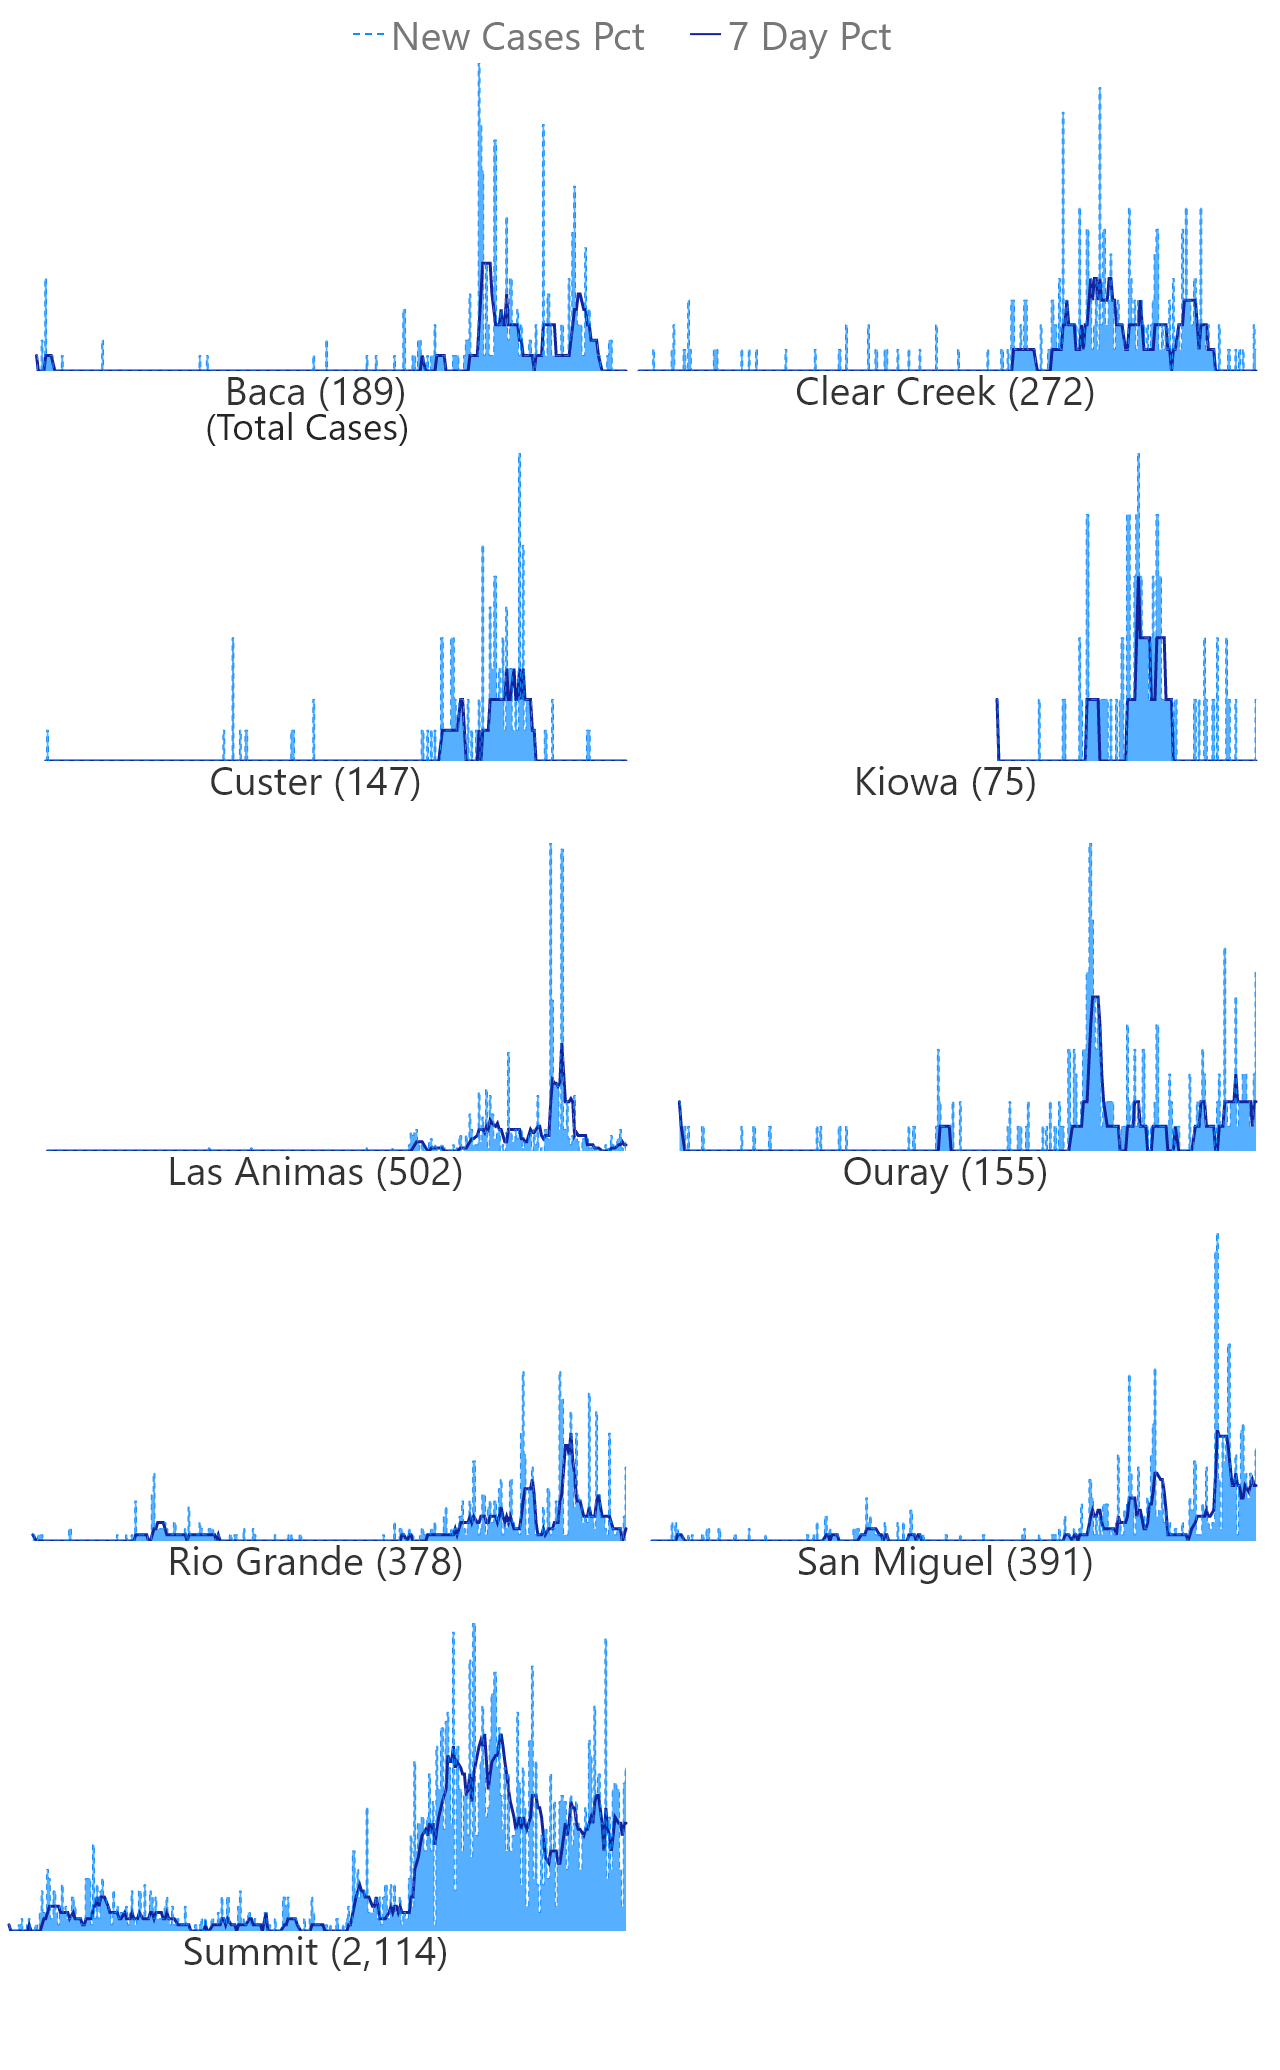 New Cases Pct 7 Day Pct
Baca (189) Clear Creek (272)
(Total Cases)
Custer (147) Kiowa (75)
Las Animas (502) Ouray (155)
Rio Grande (378) San Miguel (391)
Summit (2,114)